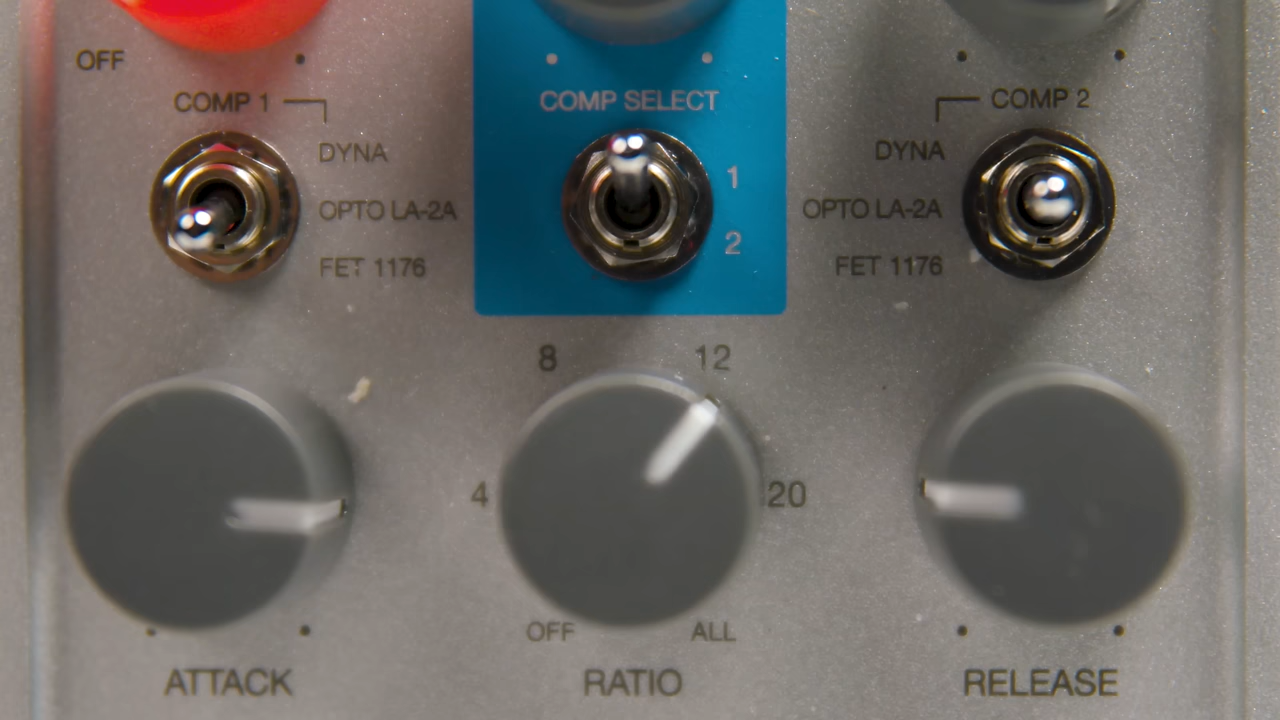 OFF
COMP 1
COMP SELECT
COMP 2
DYNA
OPTO LA-2A
FET 1176
1
2
DYNA
OPTO LA-2A
FET 1176
8
12
4
20
OFF
ALL
ATTACK
RATIO
RELEASE